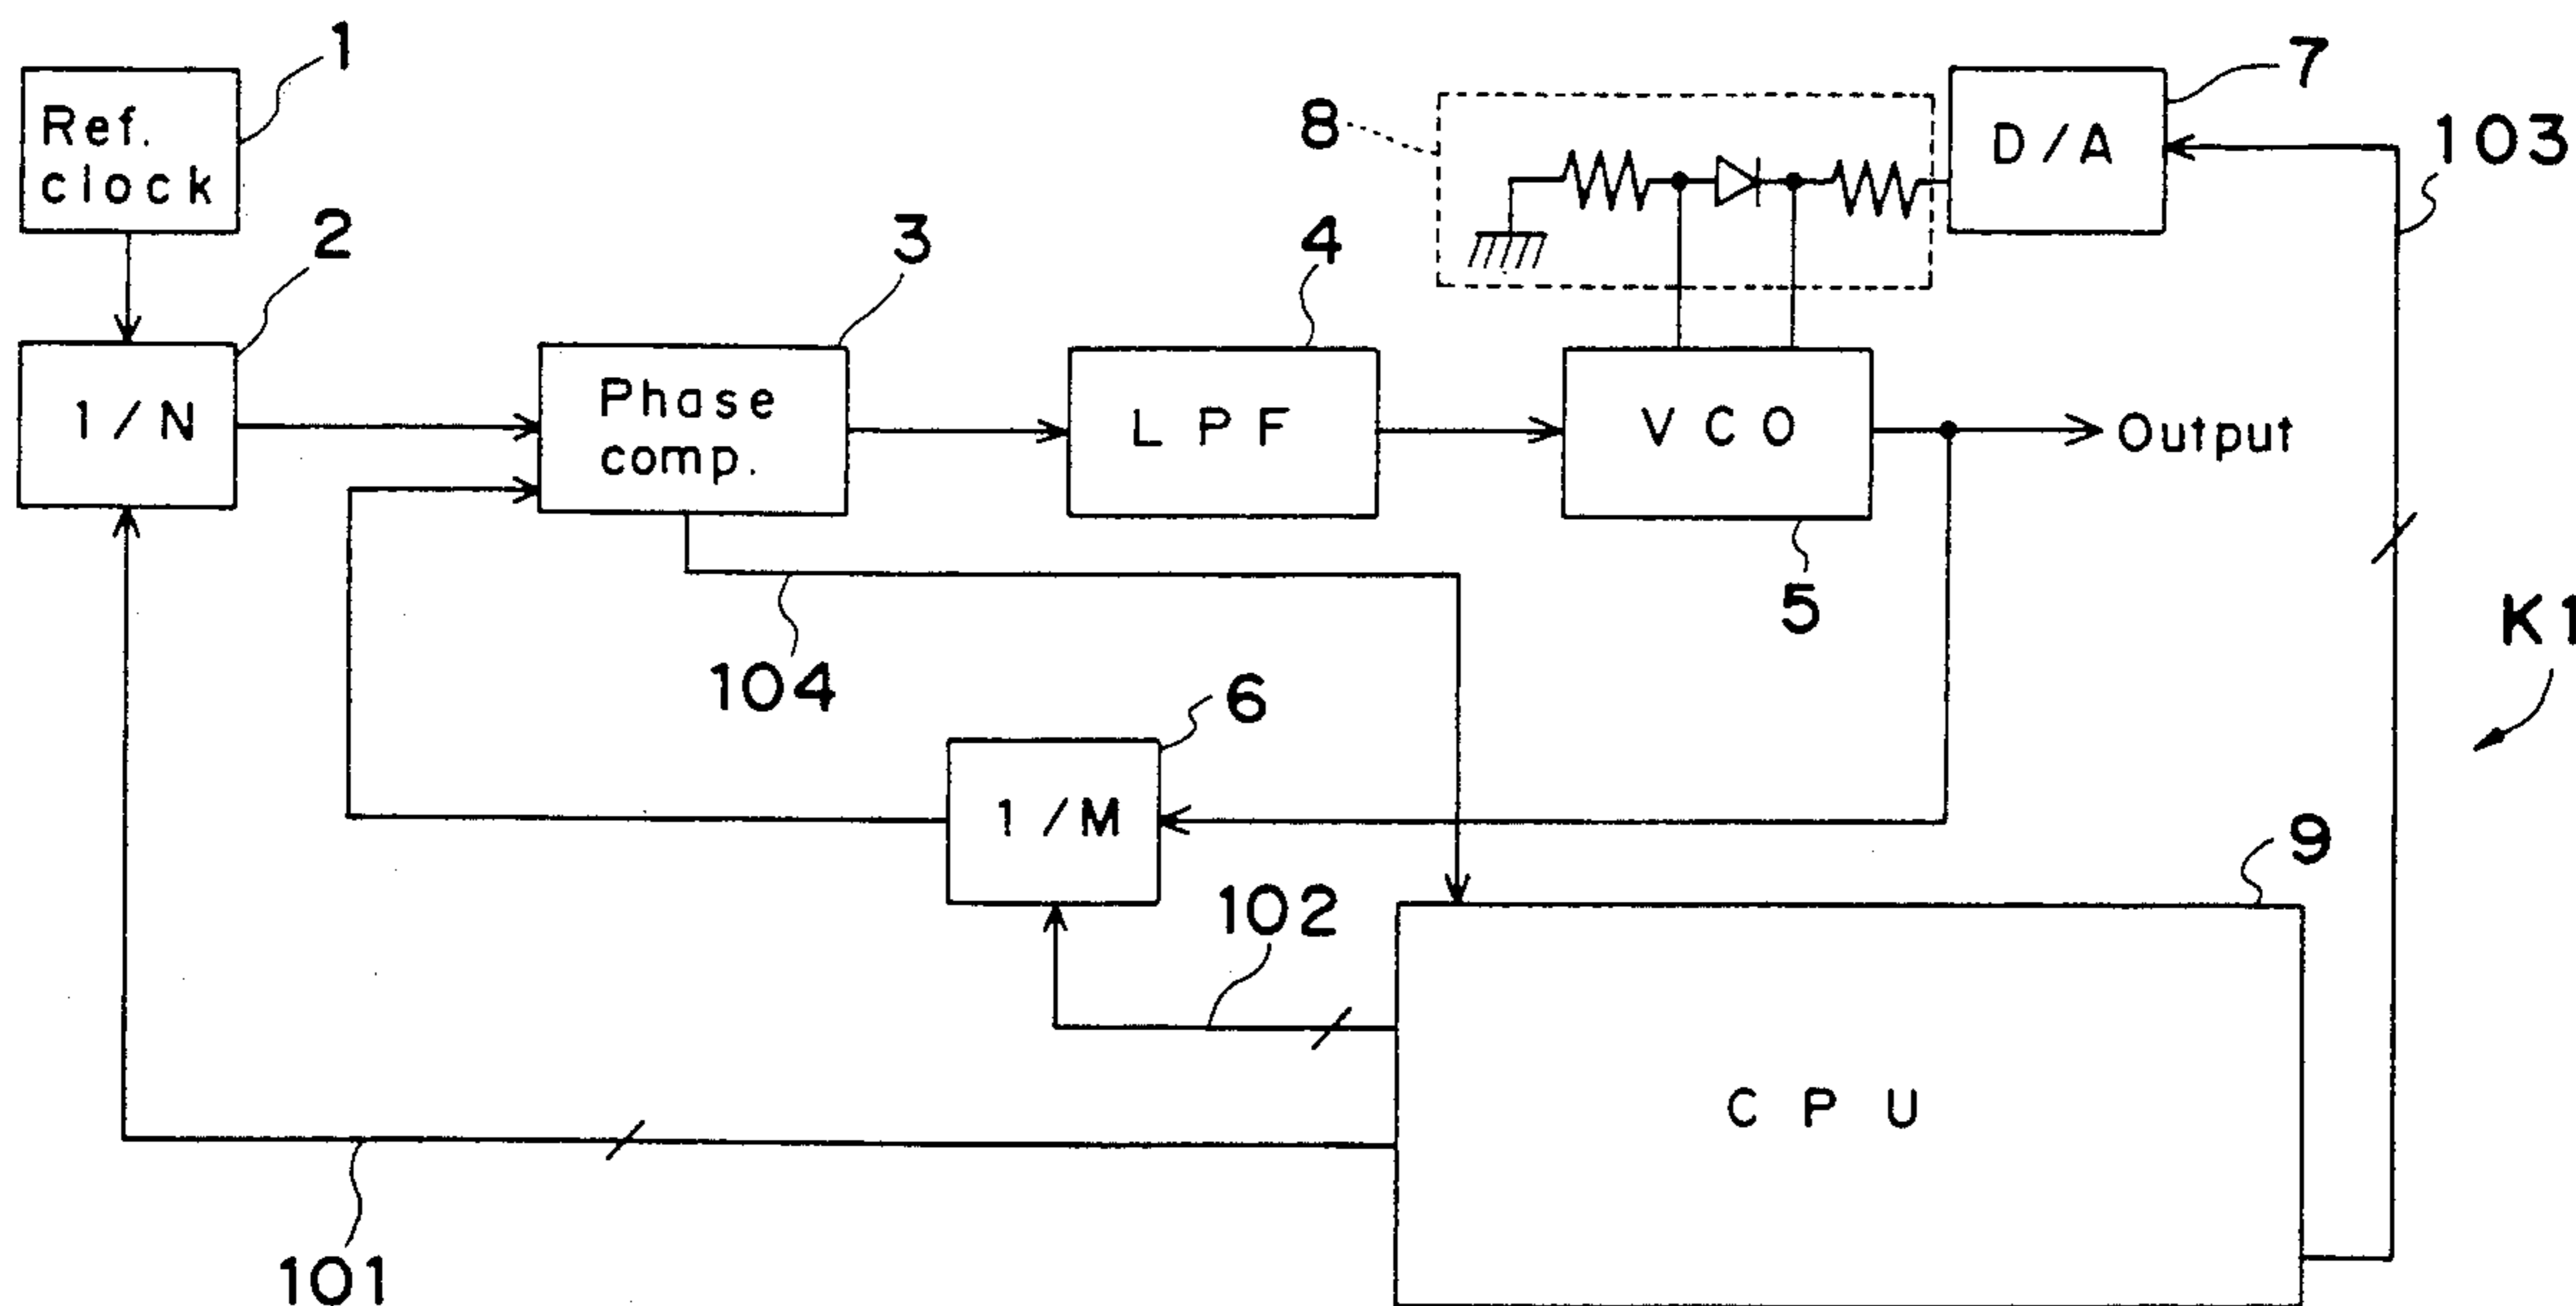 1
Ref.
clock
2
1/N
3
Phase
comp.
4
LPF
8
D/A
7
103
VCO
5
Output
K1
104
6
1/M
102
9
CPU
101